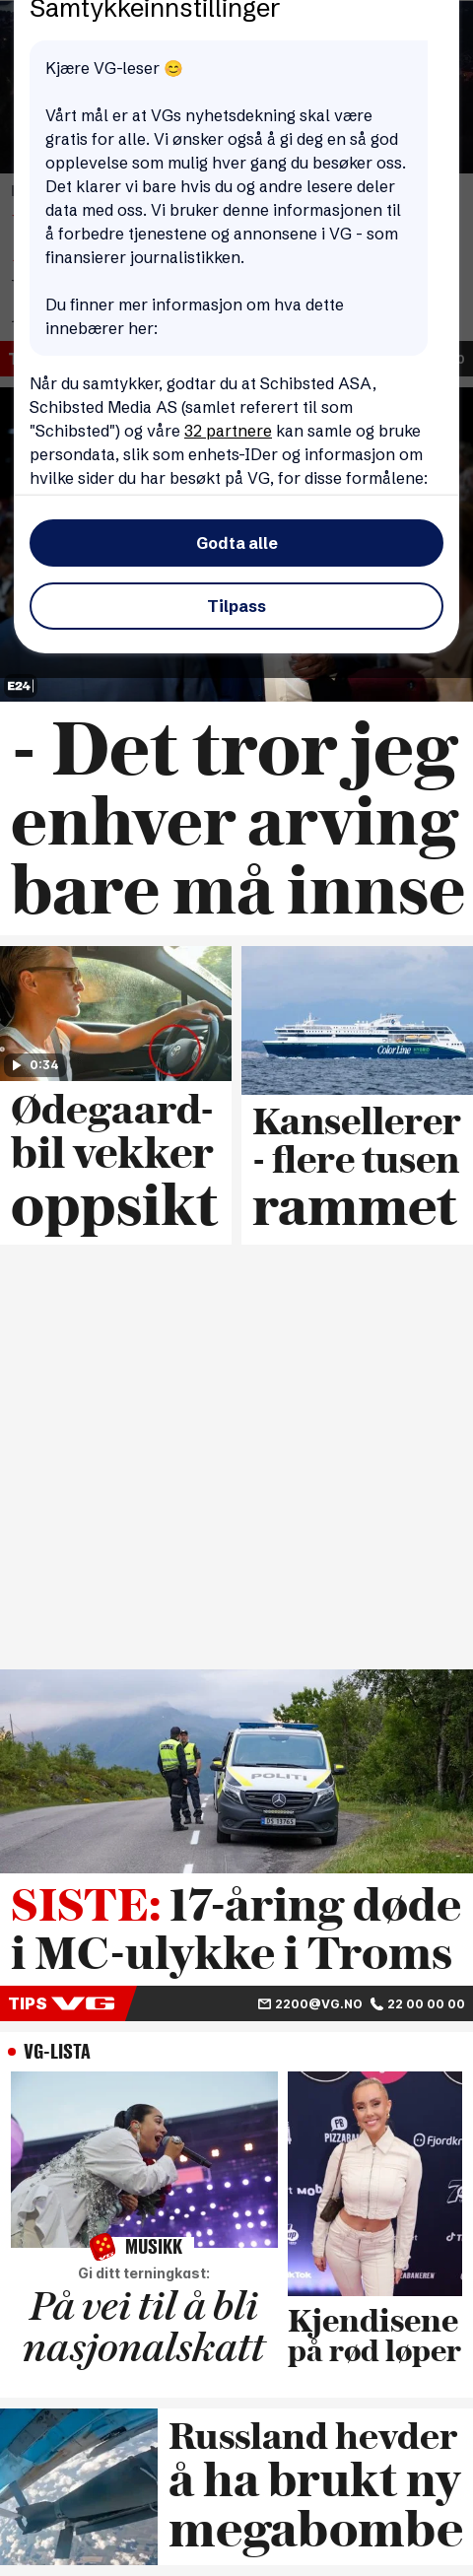 Samtykkeinnstillinger
Kjære VG-leser 😊
Vårt mål er at VGs nyhetsdekning skal være
gratis for alle. Vi ønsker også å gi deg en så god
opplevelse som mulig hver gang du besøker oss.
Det klarer vi bare hvis du og andre lesere deler
data med oss. Vi bruker denne informasjonen til
å forbedre tjenestene og annonsene i VG - som
finansierer journalistikken.
Du finner mer informasjon om hva dette
innebærer her:
Når du samtykker, godtar du at Schibsted ASA,
Schibsted Media AS (samlet referert til som
"Schibsted") og våre 32 partnere kan samle og bruke
persondata, slik som enhets-IDer og informasjon om
hvilke sider du har besøkt på VG, for disse formålene:
Godta alle
Tilpass
E24
- Det tror jeg
enhver arving
bare må innse
0:34
Ødegaard-
bil vekker
oppsikt
Color Line
Kansellerer
- flere tusen
rammet
POLITI
SISTE: 17-åring døde
i MC-ulykke i Troms
TIPS VG
2200@VG.NO 22 00 00 00
VG-LISTA
MUSIKK
Gi ditt terningkast:
På vei til å bli
nasjonalskatt
PIZZABAKEREN
Kjendisene
på rød løper
Russland hevder
å ha brukt ny
megabombe